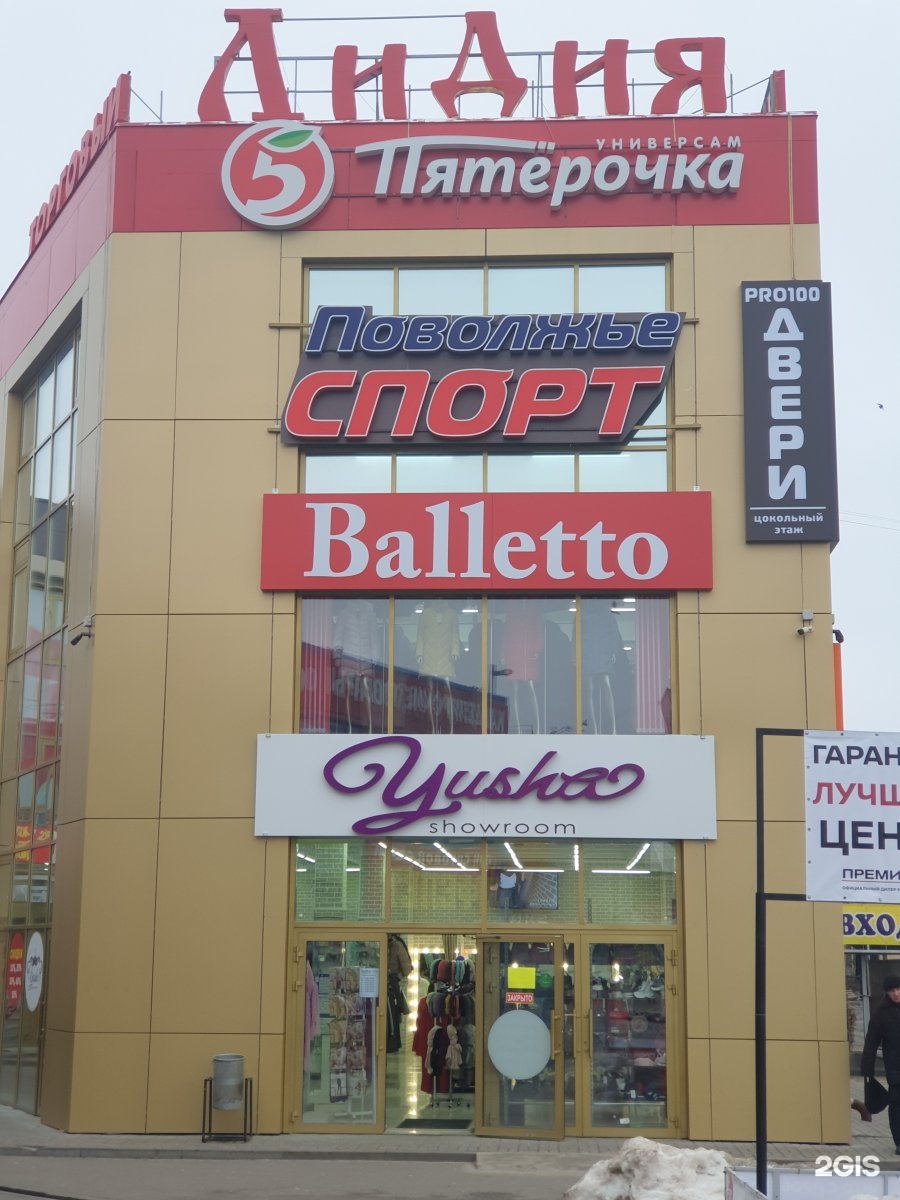 Лидия
ТОРГОВЫЙ
5
УНИВЕРСАМ
Пятёрочка
Поволжье
СПОРТ
PRO100
ДВЕРИ
цокольный
этаж
Balletto
Yusha
showroom
ГАРАН
ЛУЧШ
ЦЕН
ПРЕМИ
ВХОД
ЗАКРЫТО
2GIS